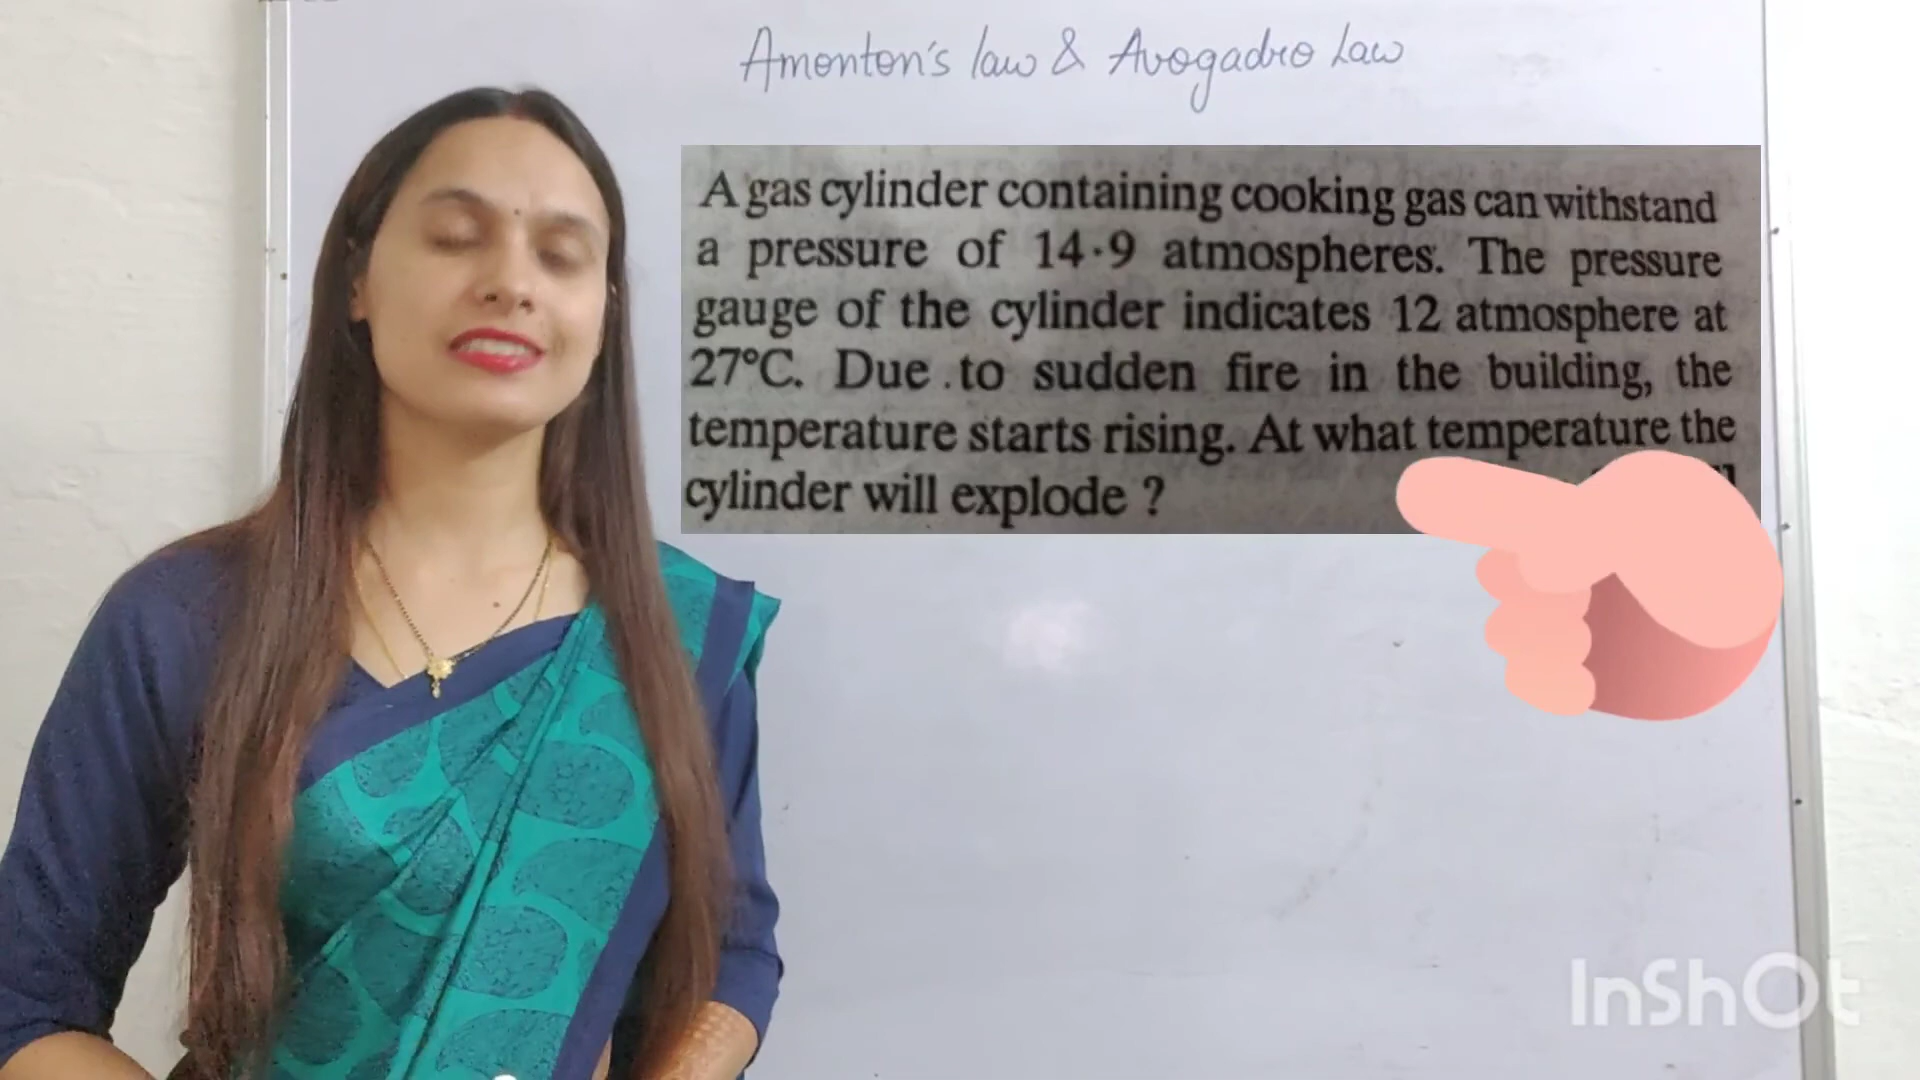 Amonton's law & Avogadro Law
A gas cylinder containing cooking gas can withstand
a pressure of 14·9 atmospheres. The pressure
gauge of the cylinder indicates 12 atmosphere at
27°C. Due to sudden fire in the building, the
temperature starts rising. At what temperature the
cylinder will explode ?
InShOt